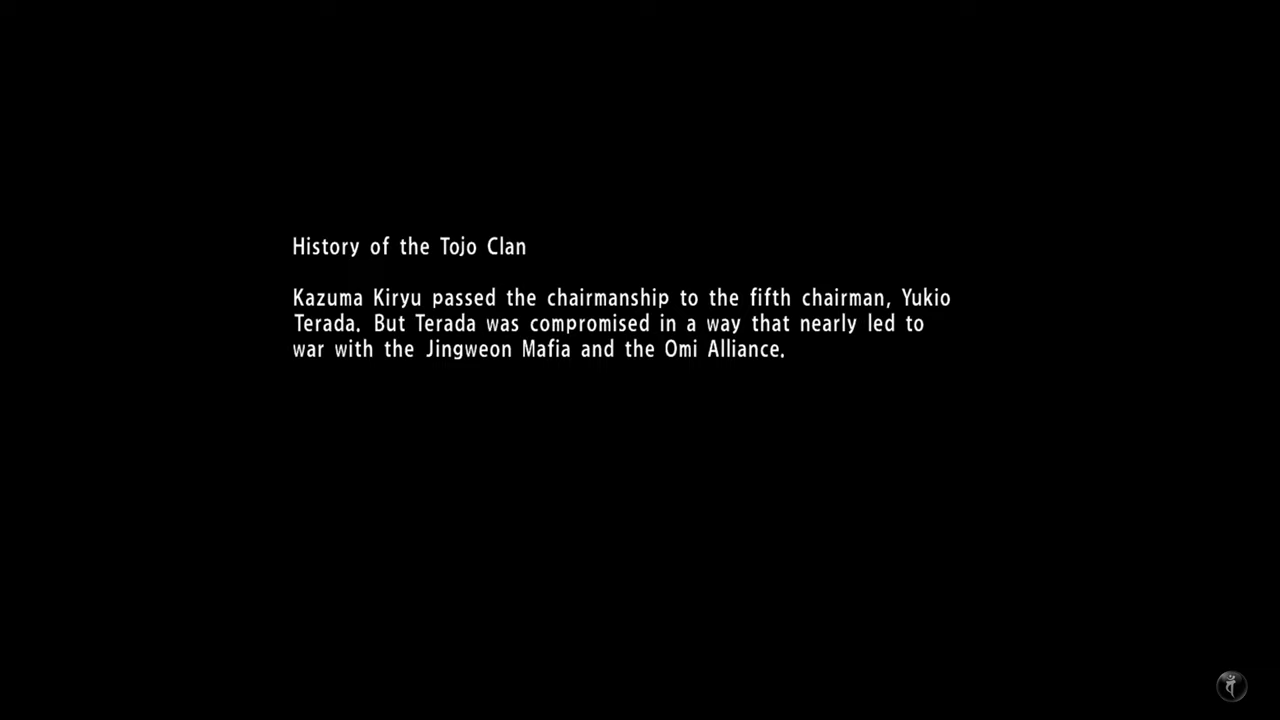 History of the Tojo Clan
Kazuma Kiryu passed the chairmanship to the fifth chairman, Yukio
Terada. But Terada was compromised in a way that nearly led to
war with the Jingweon Mafia and the Omi Alliance.